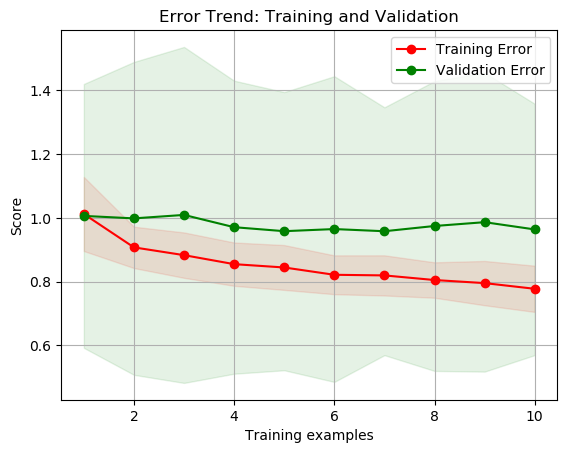 Error Trend: Training and Validation
Training Error
Validation Error
1.4
1.2
1.0
0.8
0.6
Score
2 4 6 8 10
Training examples